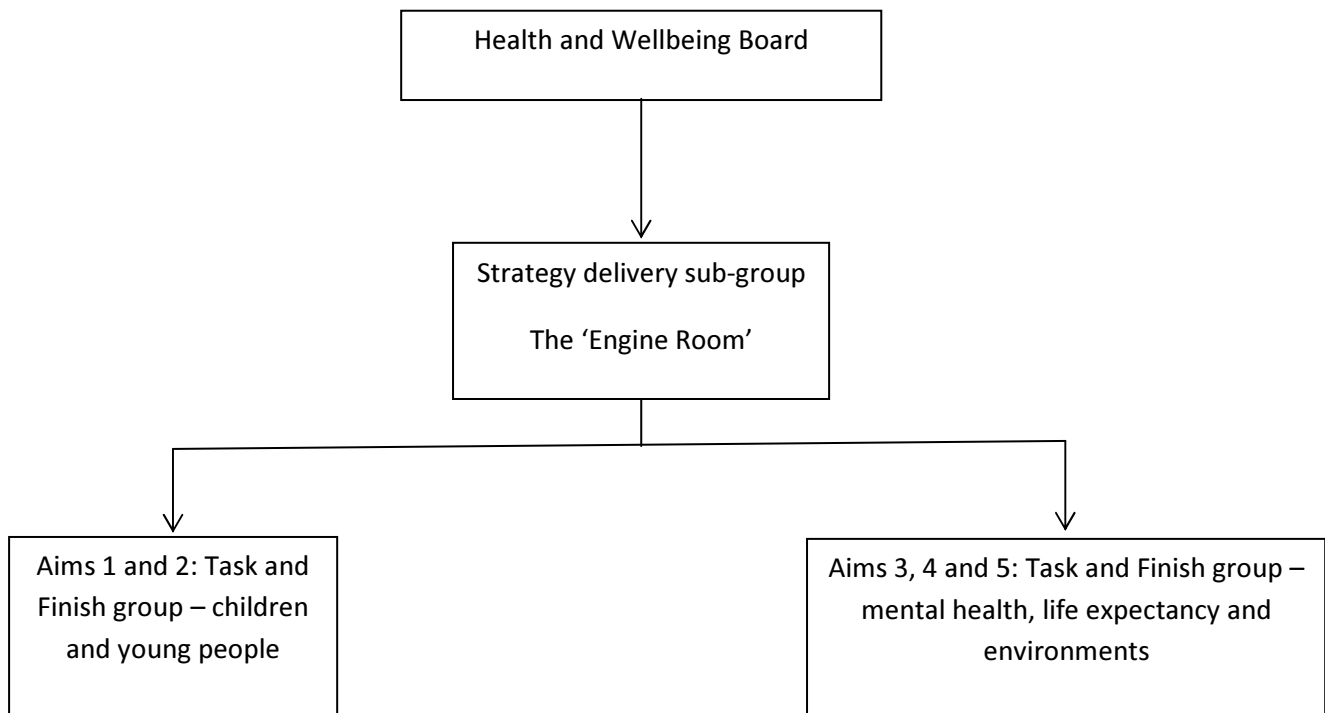 Health and Wellbeing Board
Strategy delivery sub-group
The ‘Engine Room’
Aims 1 and 2: Task and
Finish group – children
and young people
Aims 3, 4 and 5: Task and Finish group –
mental health, life expectancy and
environments